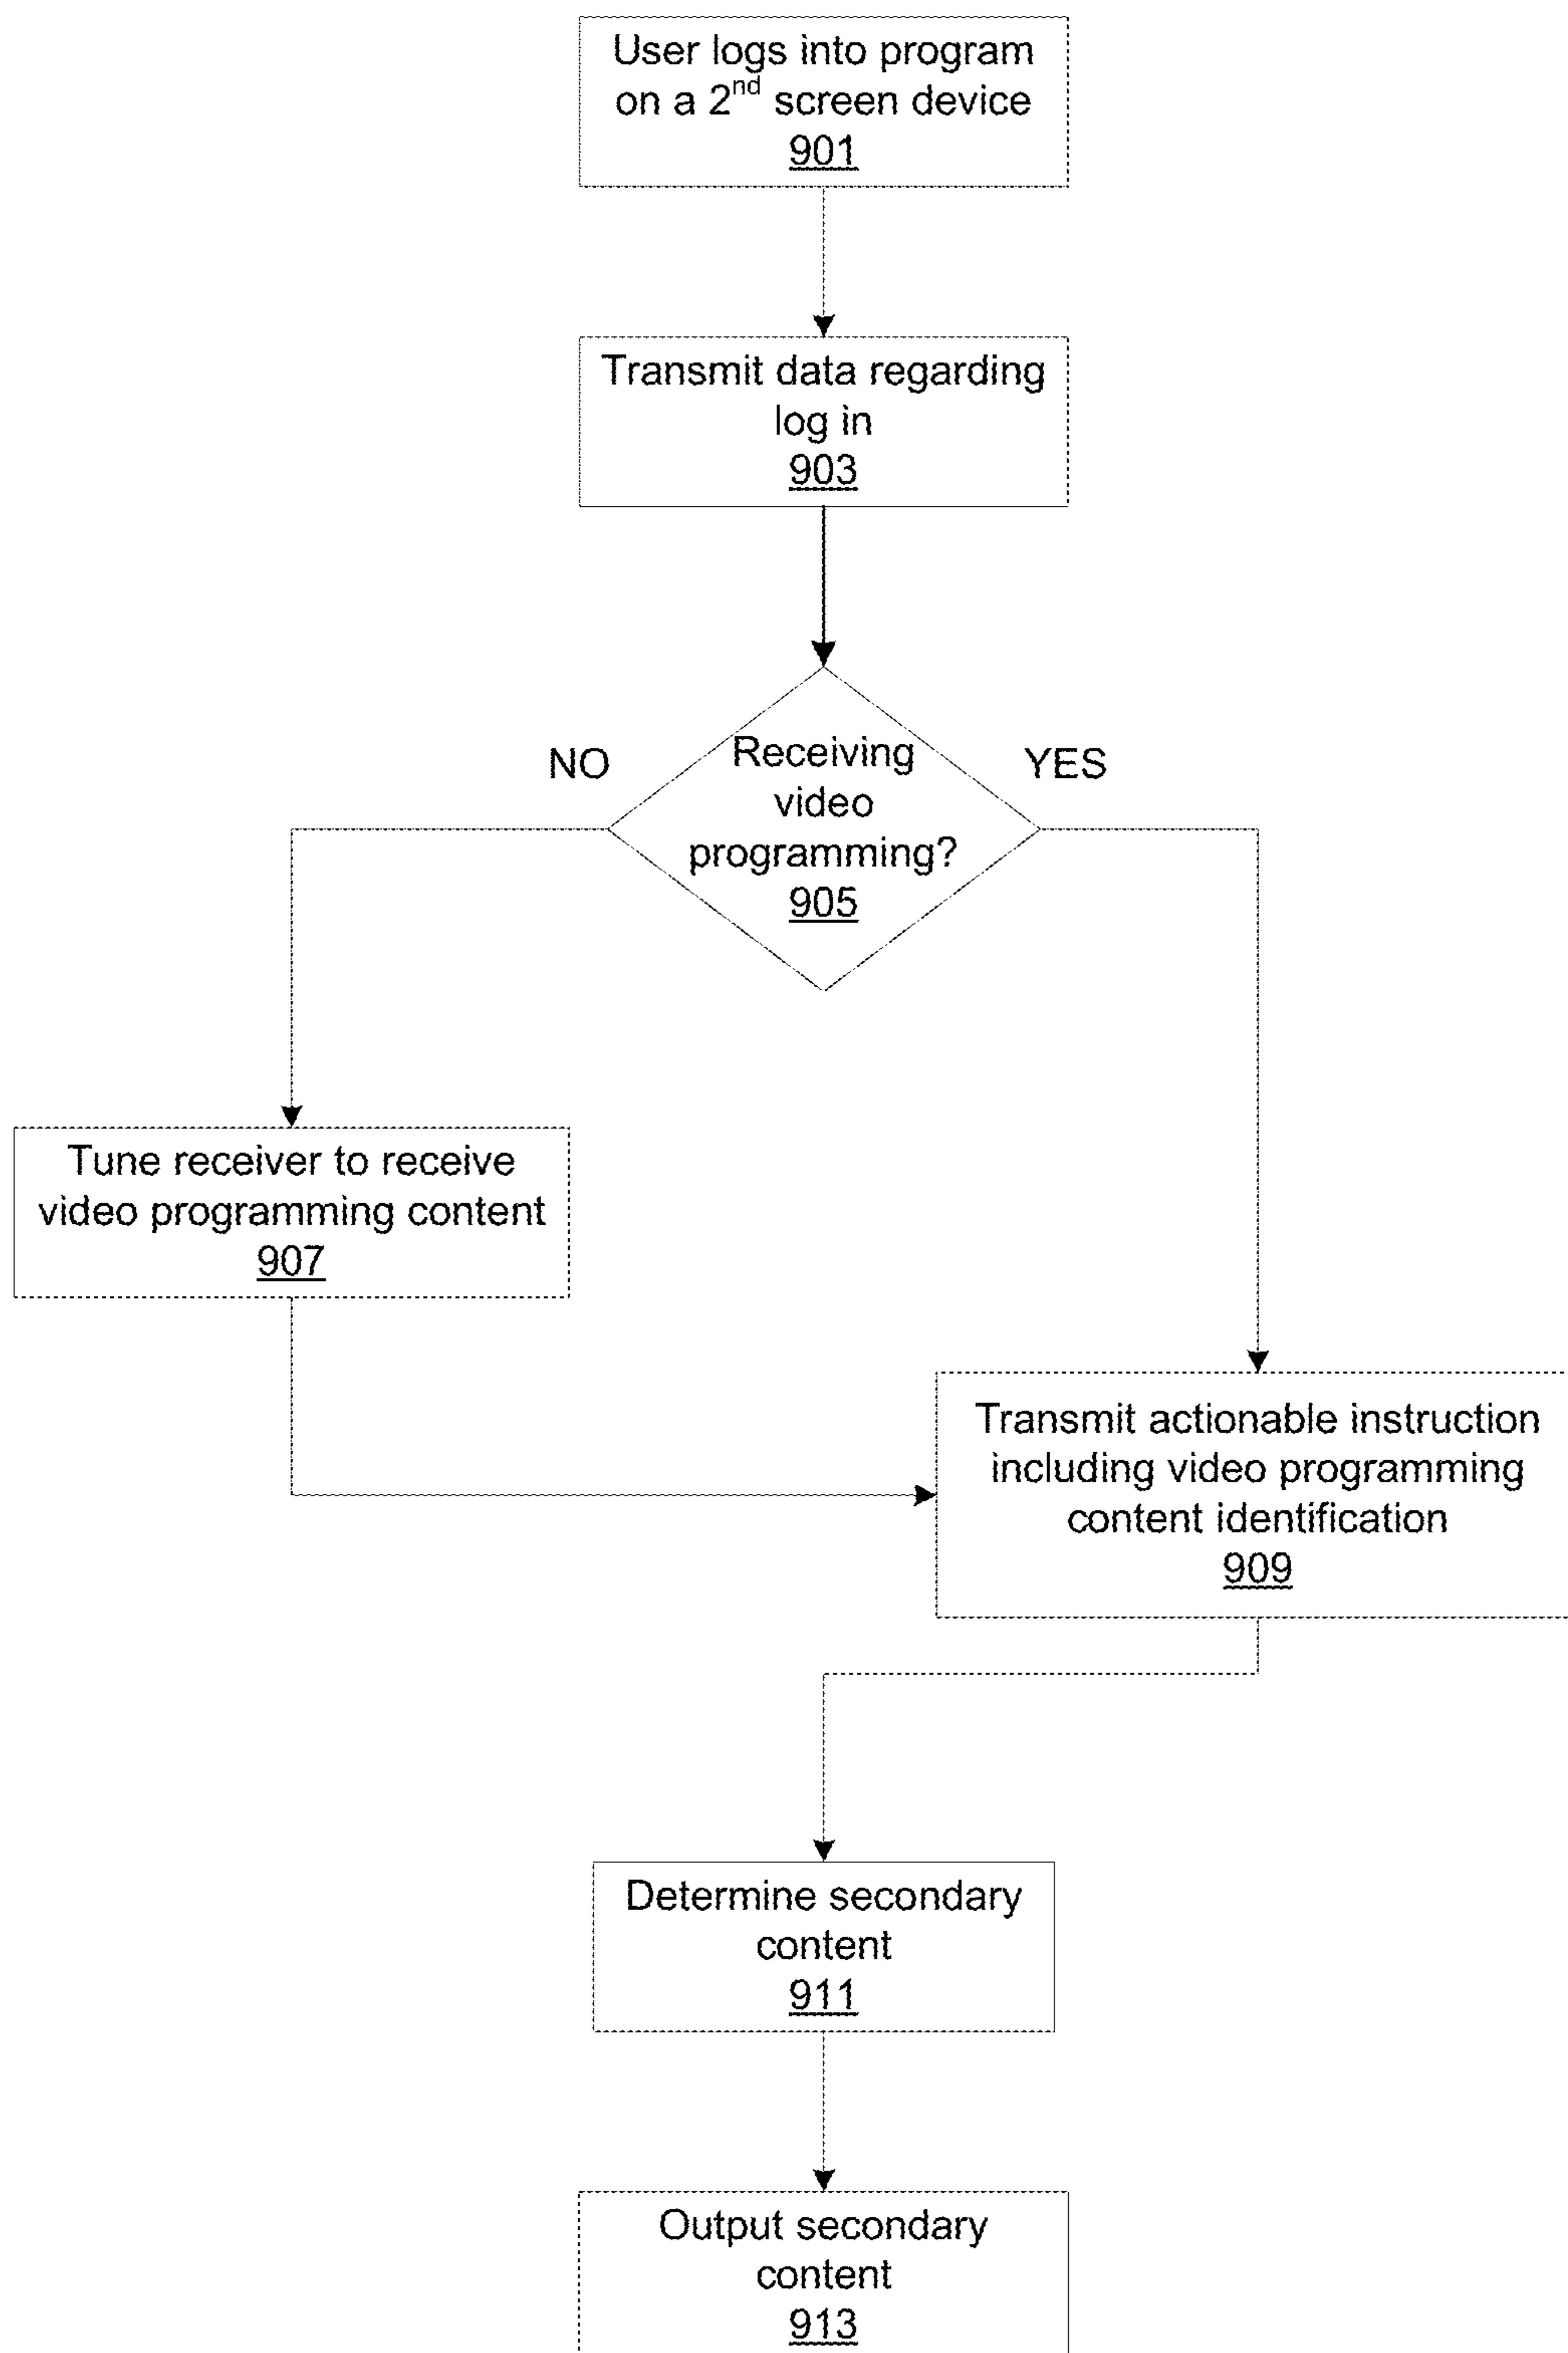 User logs into program
on a 2nd screen device
901
Transmit data regarding
log in
903
NO
YES
Receiving
video
programming?
905
Tune receiver to receive
video programming content
907
Transmit actionable instruction
including video programming
content identification
909
Determine secondary
content
911
Output secondary
content
913